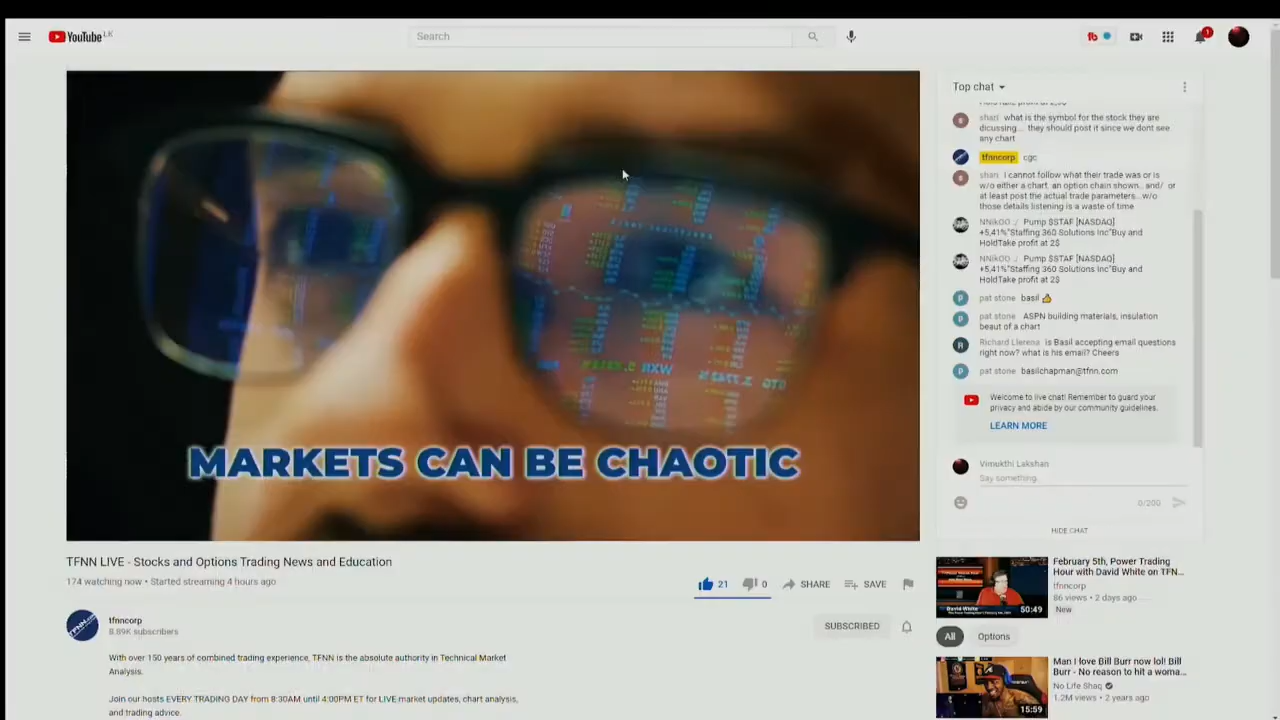 YouTube LK
Search
fb
1
Top chat
shari what is the symbol for the stock they are
dicussing... they should post it since we dont see
any chart
tfnncorp cgc
shari I cannot follow what their trade was or is
w/o either a chart, an option chain shown.. and/ or
at least post the actual trade parameters.. w/o
those details listening is a waste of time
Pump $STAF [NASDAQ]
+5,41%"Staffing 360 Solutions Inc"Buy and
HoldTake profit at 2$
Pump $STAF [NASDAQ]
+5,41%"Staffing 360 Solutions Inc"Buy and
HoldTake profit at 2$
pat stone basil 👍
pat stone ASPN building materials, insulation
beaut of a chart
Richard Llerena is Basil accepting email questions
right now? what is his email? Cheers
pat stone basilchapman@tfnn.com
Welcome to live chat! Remember to guard your
privacy and abide by our community guidelines.
LEARN MORE
Vimukthi Lakshan
Say something
0/200
HIDE CHAT
MARKETS CAN BE CHAOTIC
TFNN LIVE - Stocks and Options Trading News and Education
174 watching now • Started streaming 4 hours ago
21 0 SHARE SAVE
tfnncorp
8.89K subscribers
SUBSCRIBED
With over 150 years of combined trading experience, TFNN is the absolute authority in Technical Market
Analysis.
Join our hosts EVERY TRADING DAY from 8:30AM until 4:00PM ET for LIVE market updates, chart analysis,
and trading advice.
February 5th, Power Trading
Hour with David White on TFN...
tfnncorp
86 views • 2 days ago
New
David White
50:49
All Options
Man I love Bill Burr now lol! Bill
Burr - No reason to hit a woma...
No Life Shaq
1.2M views • 2 years ago
15:59